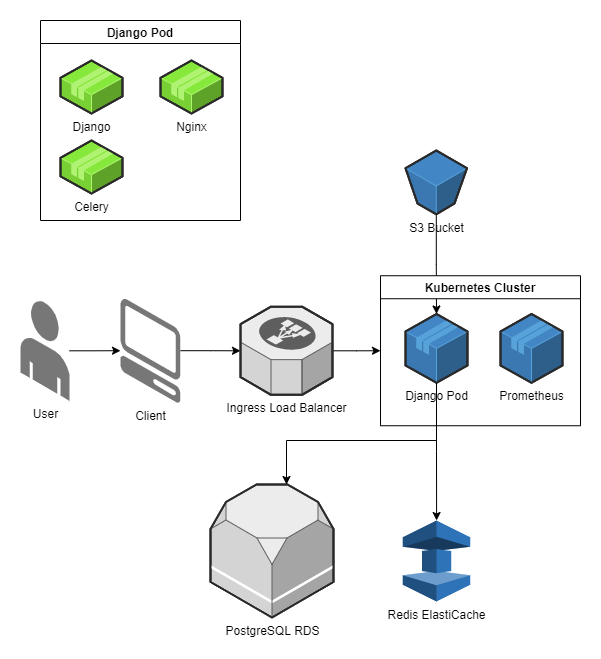 Django Pod
Django
Nginx
Celery
S3 Bucket
Kubernetes Cluster
Django Pod
Prometheus
User
Client
Ingress Load Balancer
PostgreSQL RDS
Redis ElastiCache